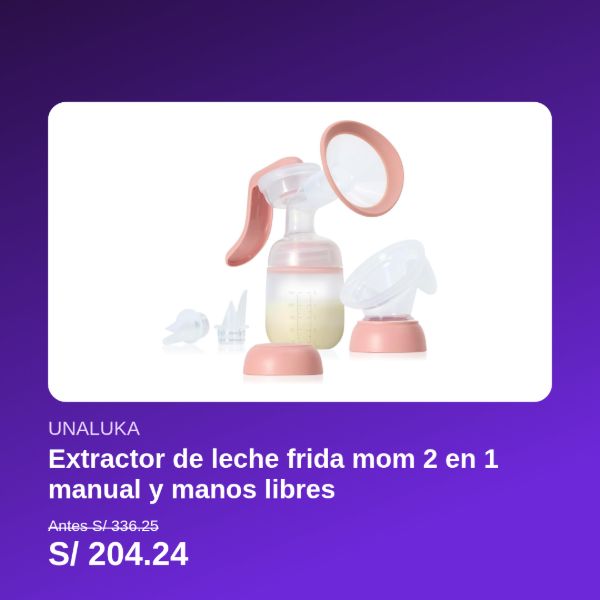 UNALUKA
Extractor de leche frida mom 2 en 1
manual y manos libres
Antes S/ 336.25
S/ 204.24